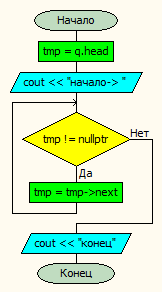 Начало
tmp = q.head
cout << "начало-> "
tmp != nullptr
Нет
Да
tmp = tmp->next
cout << "конец"
Конец